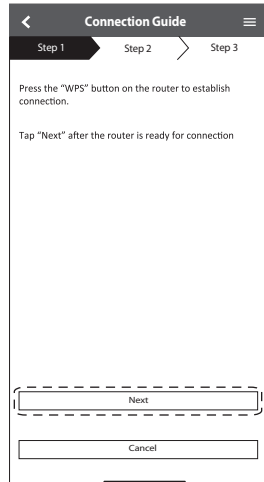 Connection Guide
Step 1 Step 2 Step 3
Press the “WPS” button on the router to establish
connection.
Tap “Next” after the router is ready for connection
Next
Cancel